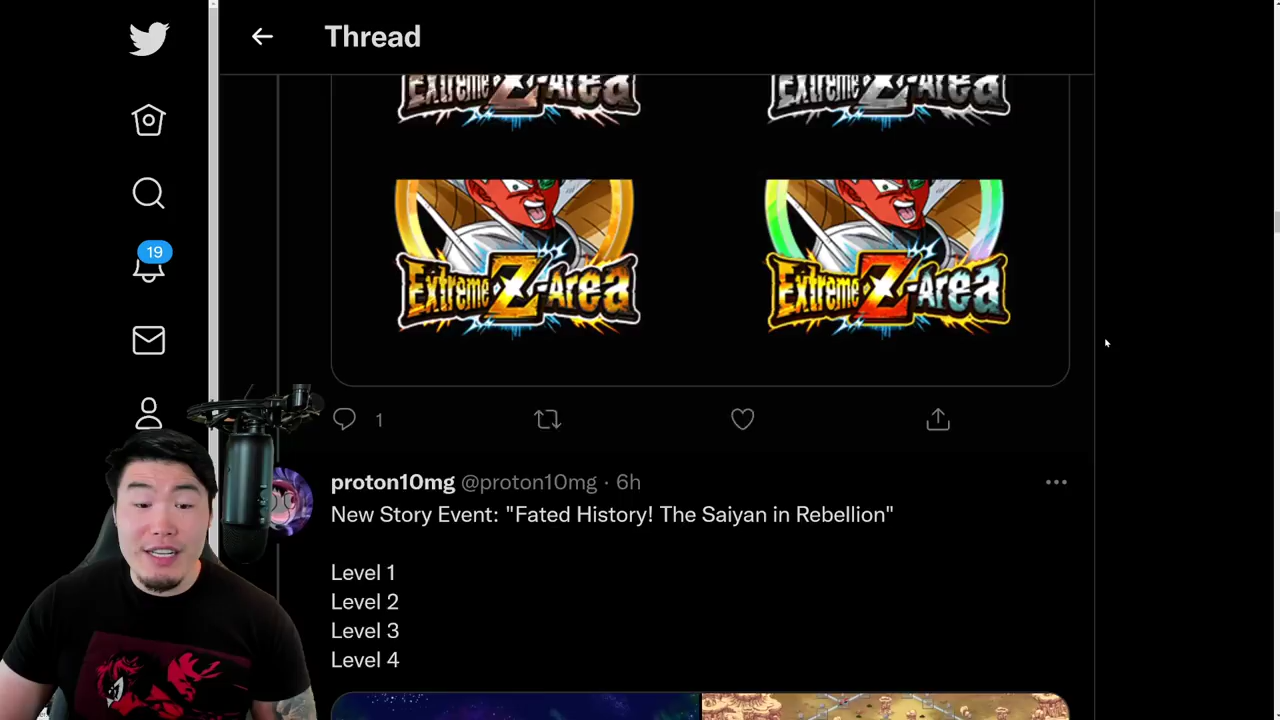 Thread
Extreme Z-Area
Extreme Z-Area
Extreme Z-Area
Extreme Z-Area
19
1
proton10mg @proton10mg · 6h
New Story Event: "Fated History! The Saiyan in Rebellion"
Level 1
Level 2
Level 3
Level 4